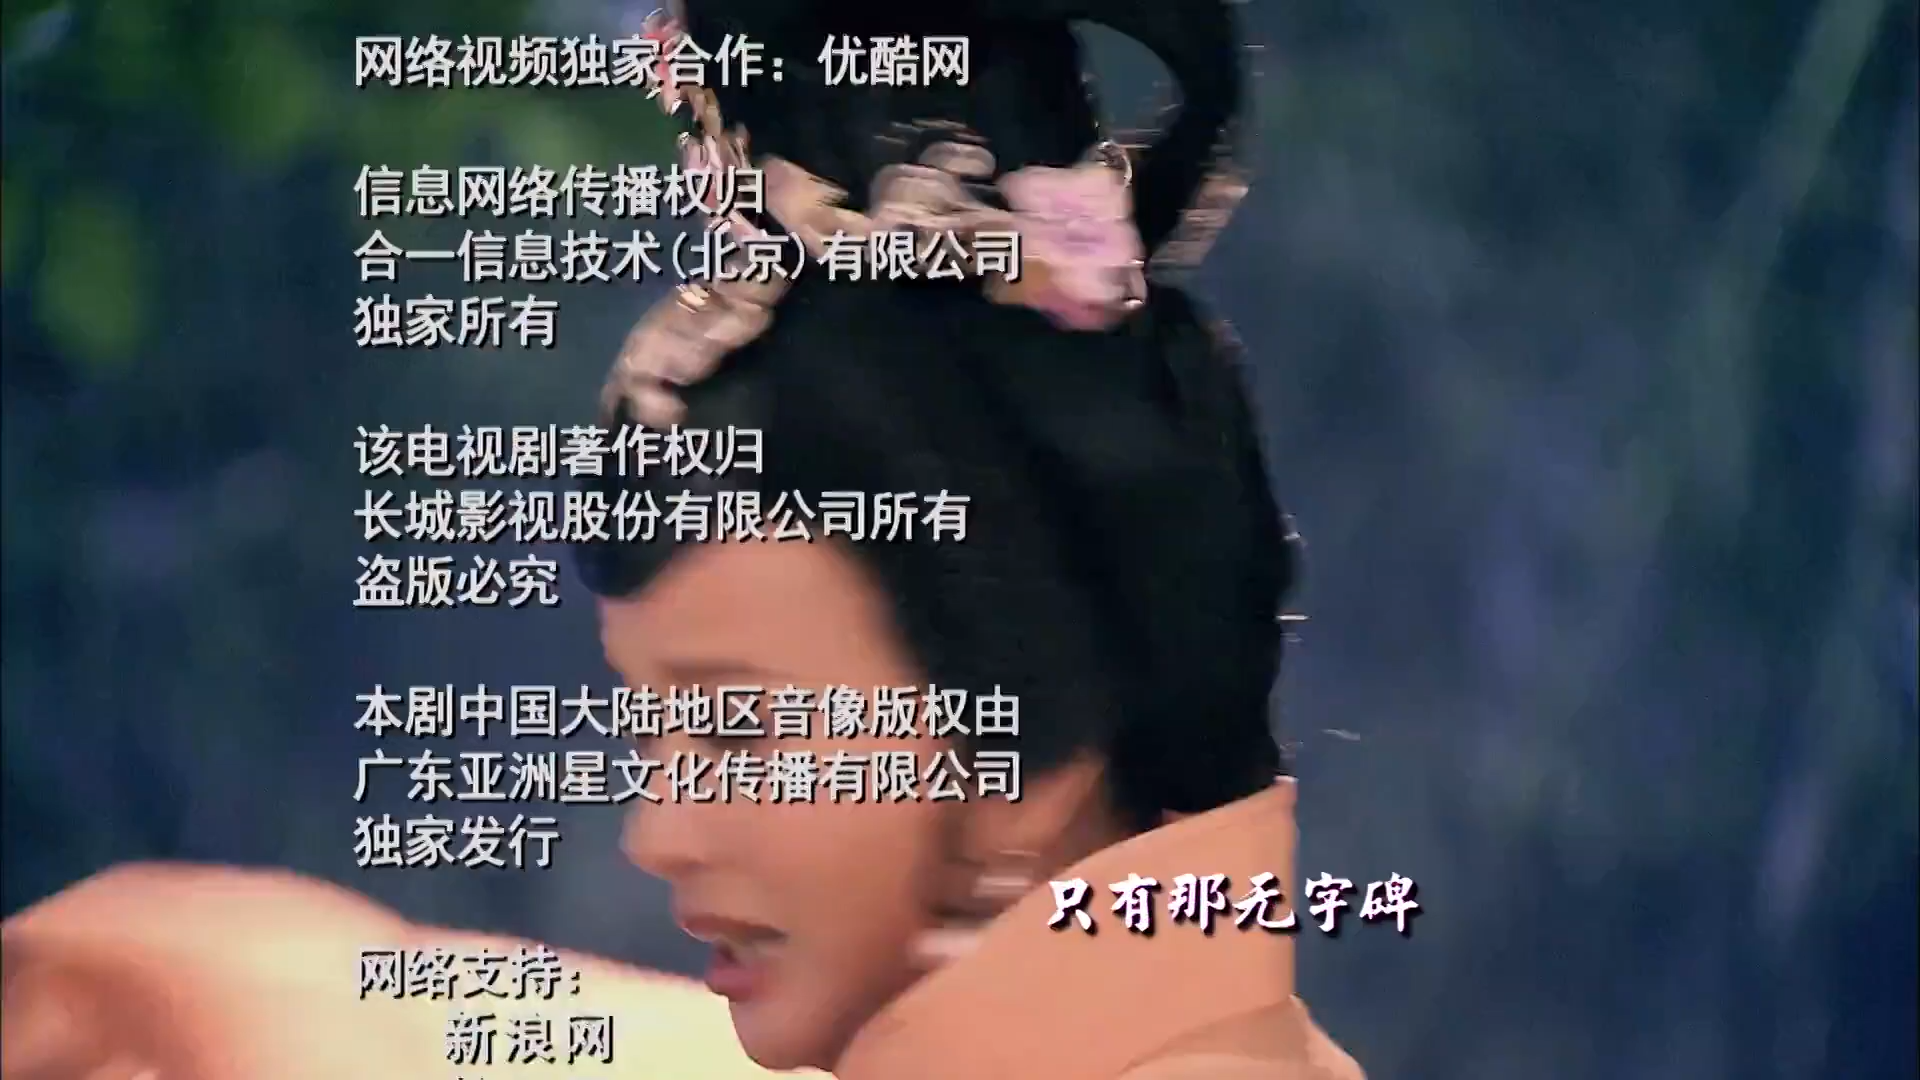 网络视频独家合作：优酷网
信息网络传播权归
合一信息技术(北京)有限公司
独家所有
该电视剧著作权归
长城影视股份有限公司所有
盗版必究
本剧中国大陆地区音像版权由
广东亚洲星文化传播有限公司
独家发行
只有那无字碑
网络支持：
新浪网